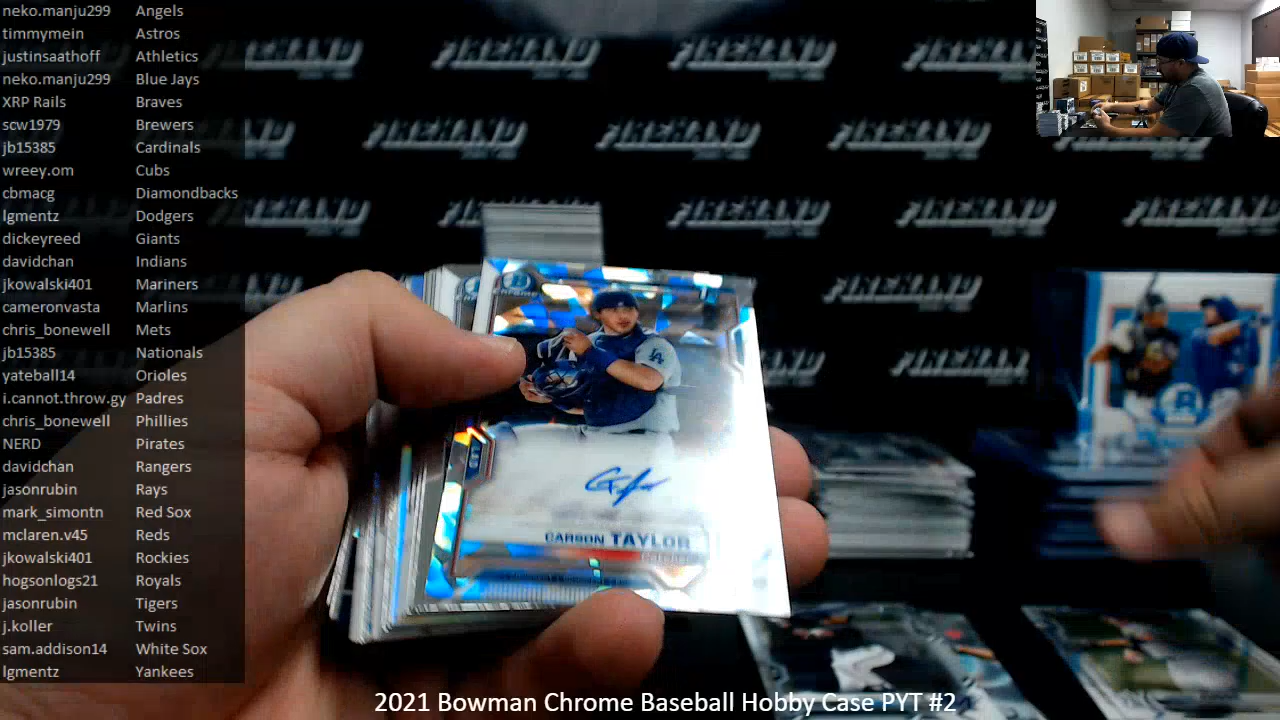 neko.manju299 Angels
timmymein Astros
justinsaathoff Athletics
neko.manju299 Blue Jays
XRP Rails Braves
scw1979 Brewers
jb15385 Cardinals
wreey.om Cubs
cbmacg Diamondbacks
lgmentz Dodgers
dickeyreed Giants
davidchan Indians
jkowalski401 Mariners
cameronvasta Marlins
chris_bonewell Mets
jb15385 Nationals
yateball14 Orioles
i.cannot.throw.gy Padres
chris_bonewell Phillies
NERD Pirates
davidchan Rangers
jasonrubin Rays
mark_simontn Red Sox
mclaren.v45 Reds
jkowalski401 Rockies
hogsonlogs21 Royals
jasonrubin Tigers
j.koller Twins
sam.addison14 White Sox
lgmentz Yankees
FIREHAND
LA
CARSON TAYLOR
2021 Bowman Chrome Baseball Hobby Case PYT #2